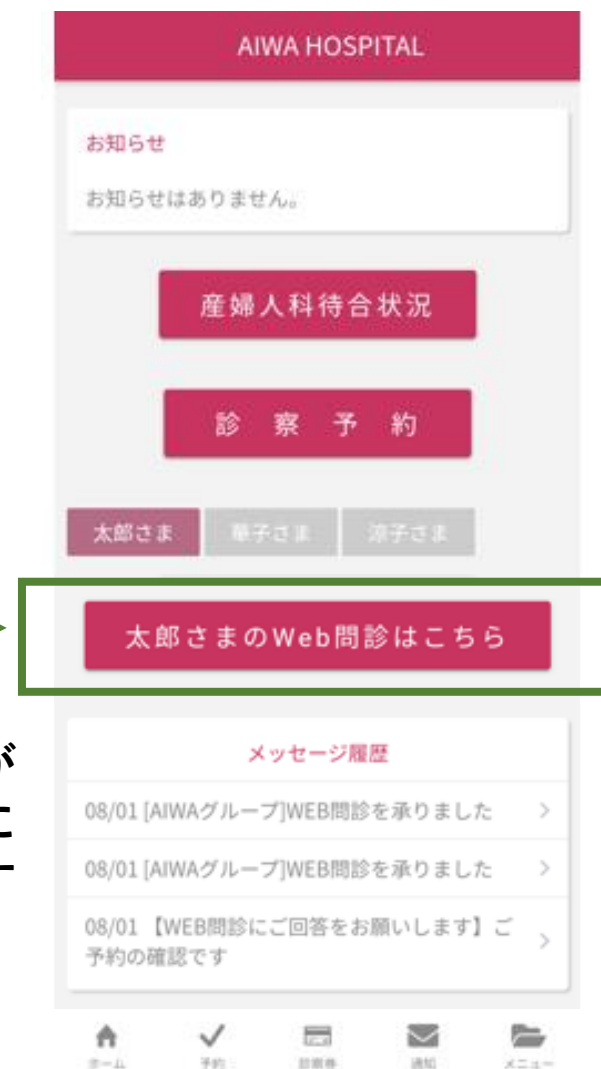 AIWA HOSPITAL
お知らせ
お知らせはありません。
産婦人科待合状況
診 察 予 約
太郎さま 華子さま 涼子さま
太郎さまのWeb問診はこちら
が
メッセージ履歴
08/01 [AIWAグループ]WEB問診を承りました
08/01 [AIWAグループ]WEB問診を承りました
08/01 【WEB問診にご回答をお願いします】ご
予約の確認です
ホーム 予約 診察券 通知 メニュー